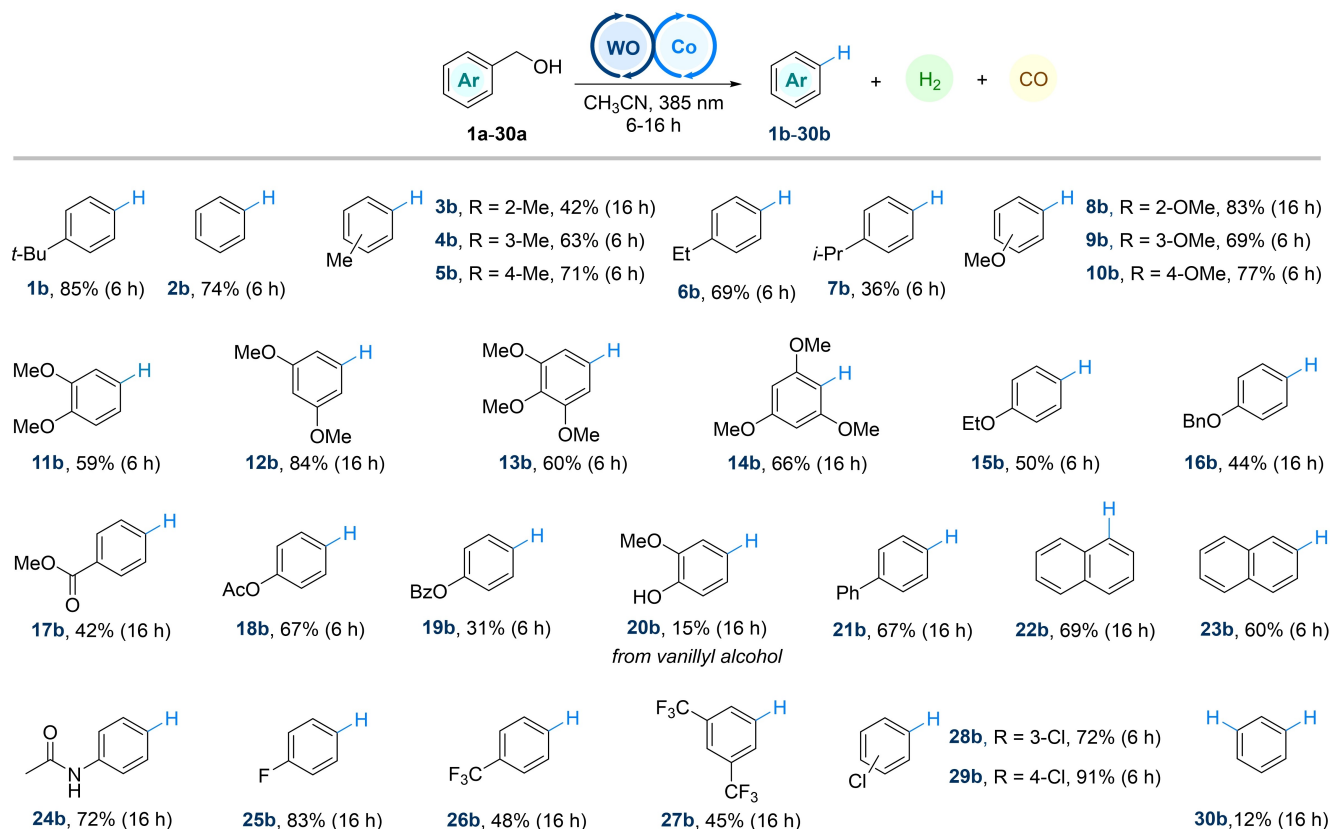 WO Co
Ar OH
CH₃CN, 385 nm
6-16 h
Ar H + H₂ + CO
1a-30a
1b-30b
H
t-Bu
1b, 85% (6 h)
H
2b, 74% (6 h)
H
Me
3b, R = 2-Me, 42% (16 h)
4b, R = 3-Me, 63% (6 h)
5b, R = 4-Me, 71% (6 h)
H
Et
6b, 69% (6 h)
H
i-Pr
7b, 36% (6 h)
H
MeO
8b, R = 2-OMe, 83% (16 h)
9b, R = 3-OMe, 69% (6 h)
10b, R = 4-OMe, 77% (6 h)
MeO H
MeO
11b, 59% (6 h)
MeO H
OMe
12b, 84% (16 h)
MeO H
MeO
OMe
13b, 60% (6 h)
OMe
H
MeO OMe
14b, 66% (16 h)
H
EtO
15b, 50% (6 h)
H
BnO
16b, 44% (16 h)
H
MeO
O
17b, 42% (16 h)
H
AcO
18b, 67% (6 h)
H
BzO
19b, 31% (6 h)
MeO H
HO
20b, 15% (16 h)
from vanillyl alcohol
H
Ph
21b, 67% (16 h)
H
22b, 69% (16 h)
H
23b, 60% (6 h)
O H
N
H
24b, 72% (16 h)
H
F
25b, 83% (16 h)
H
F₃C
26b, 48% (16 h)
F₃C H
CF₃
27b, 45% (16 h)
H
Cl
28b, R = 3-Cl, 72% (6 h)
29b, R = 4-Cl, 91% (6 h)
H H
30b,12% (16 h)